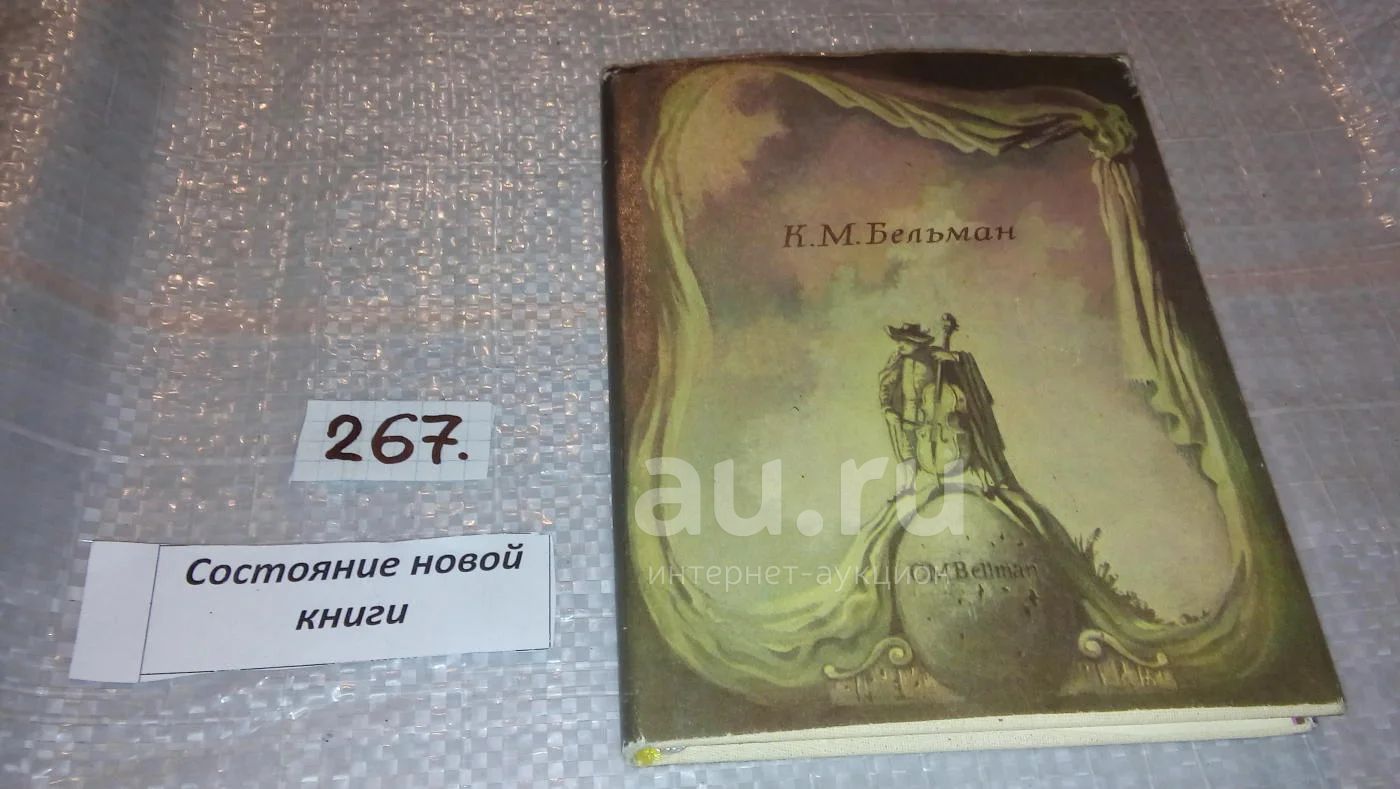 К.М.Бельман
267.
au.ru
интернет-аукцион
C.M.Bellman
Состояние новой
книги